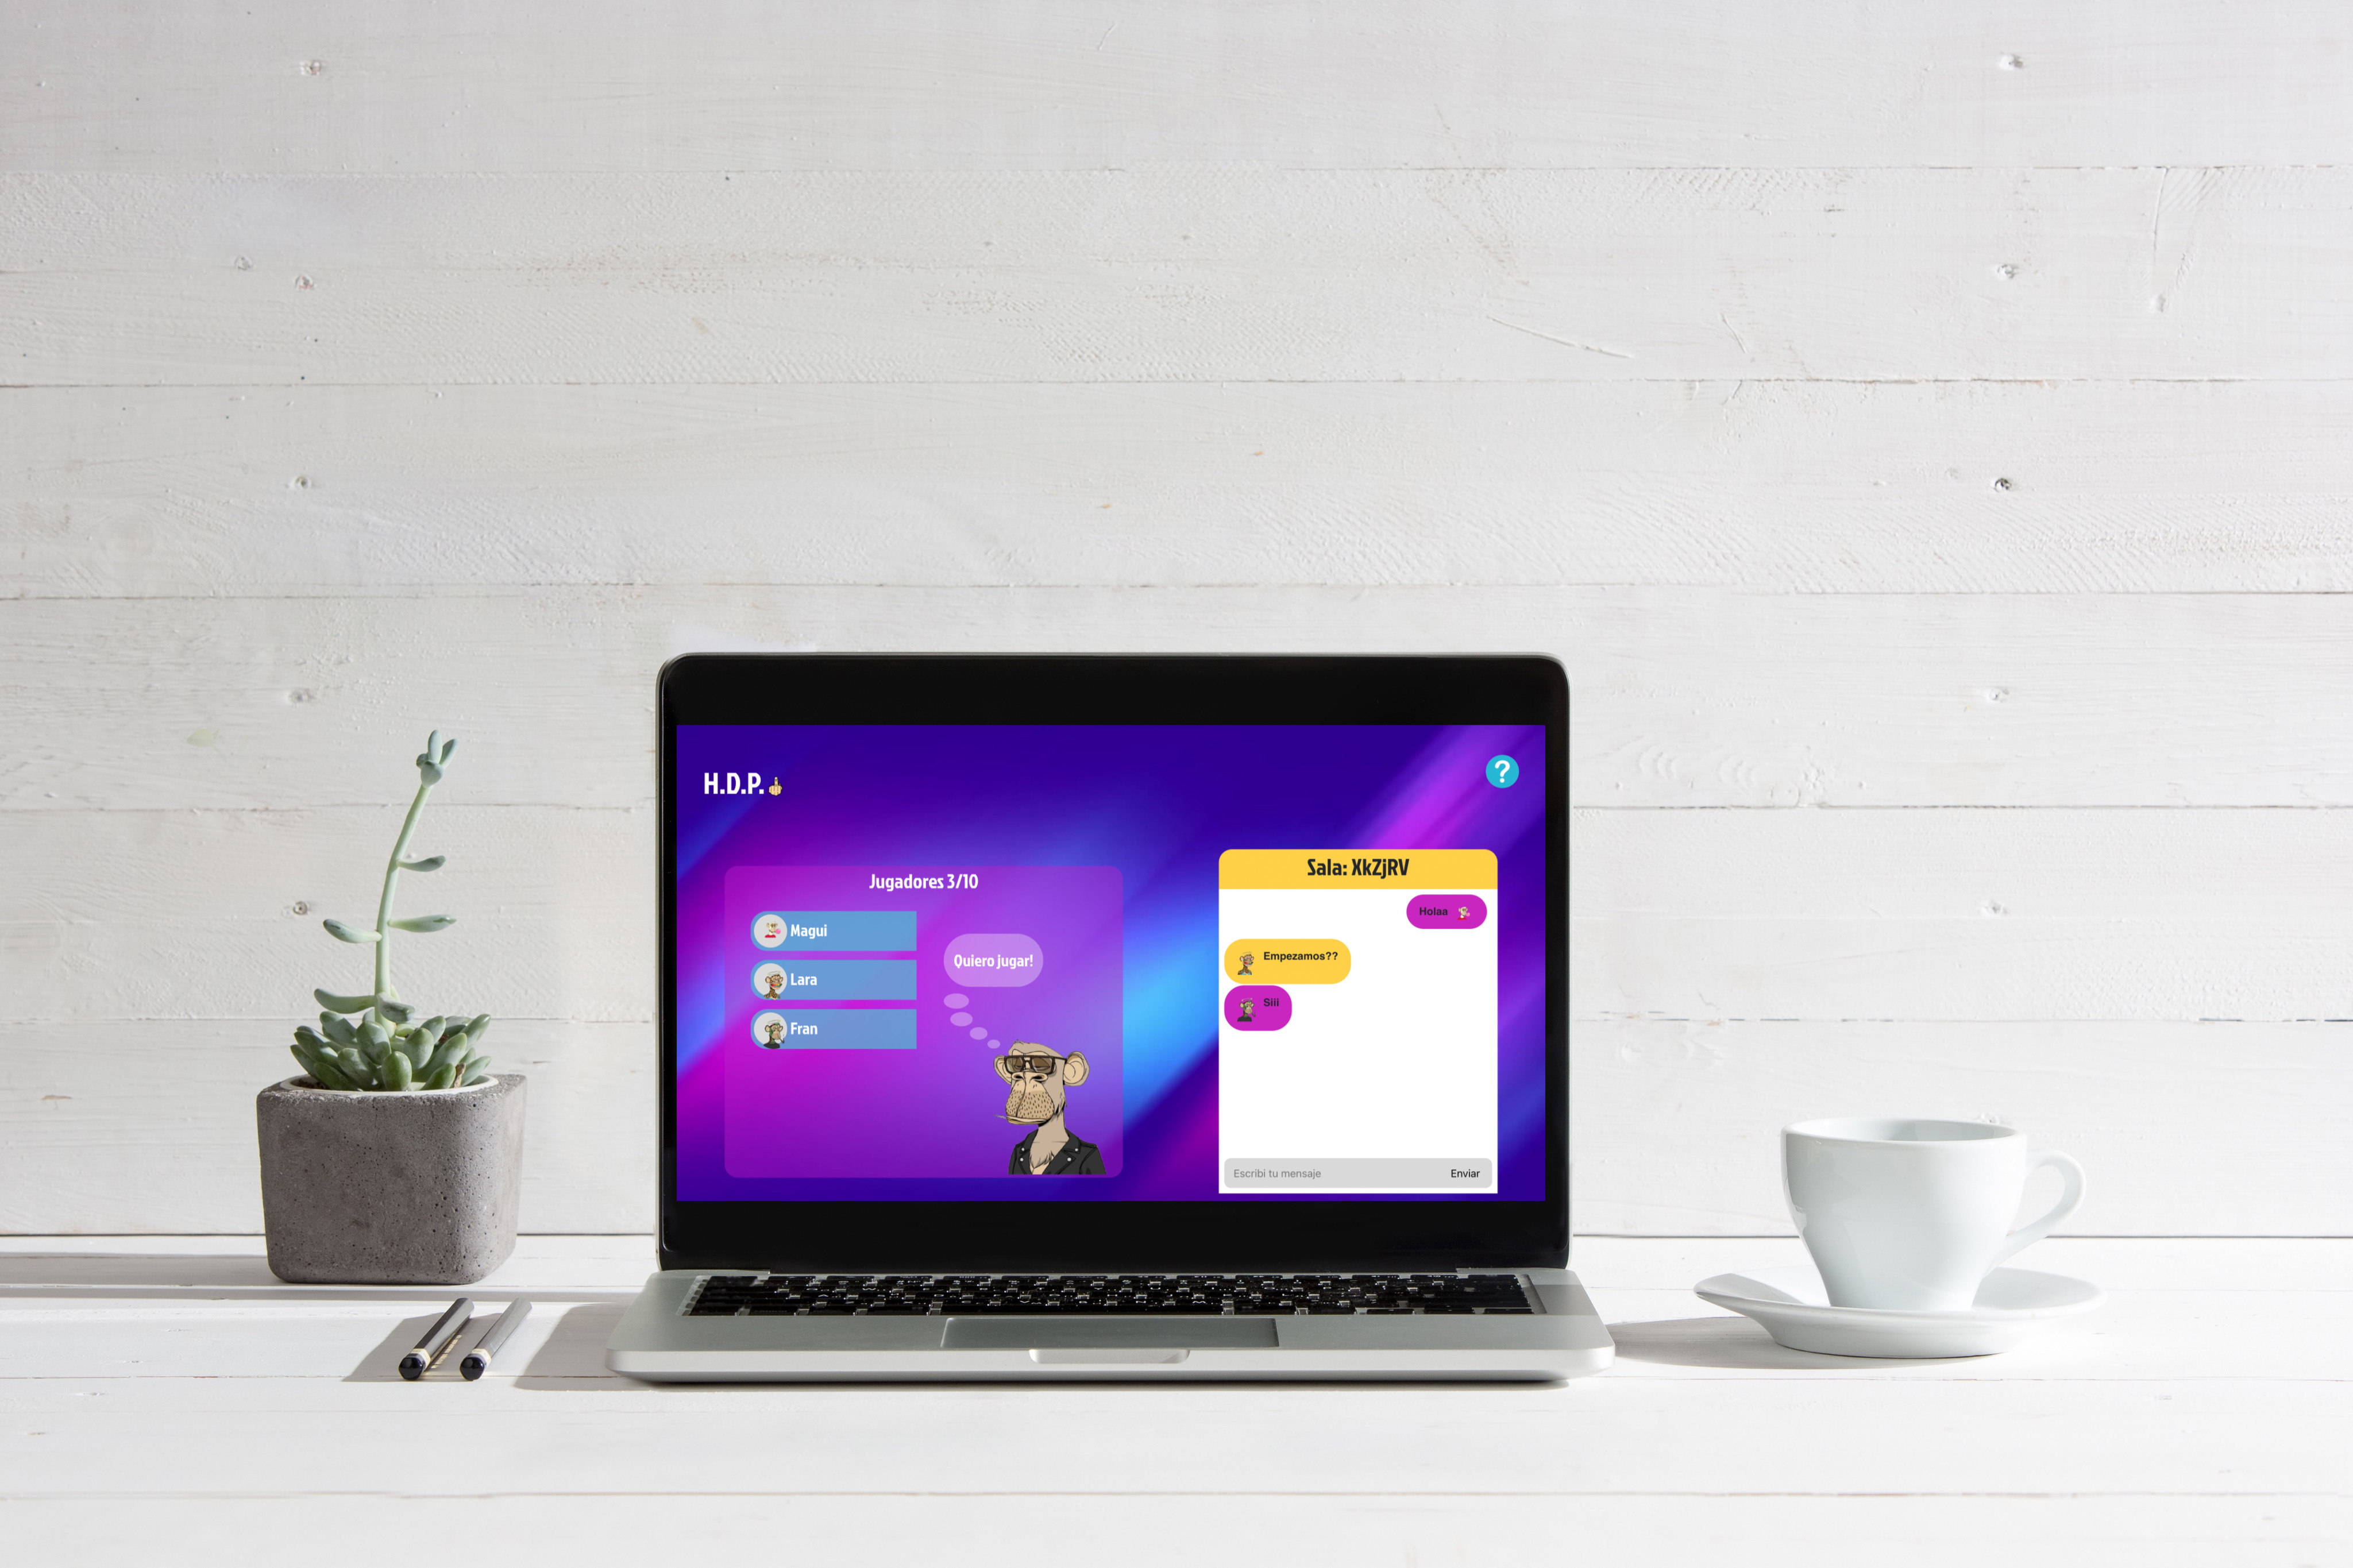 H.D.P.
?
Jugadores 3/10
Magui
Lara
Fran
Quiero jugar!
Sala: XkZjRV
Holaa
Empezamos??
Siii
Escribi tu mensaje
Enviar